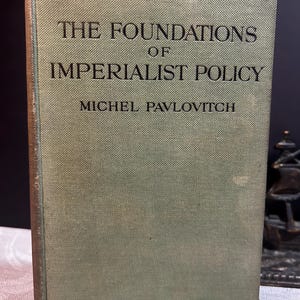 THE FOUNDATIONS
OF
IMPERIALIST POLICY
MICHEL PAVLOVITCH